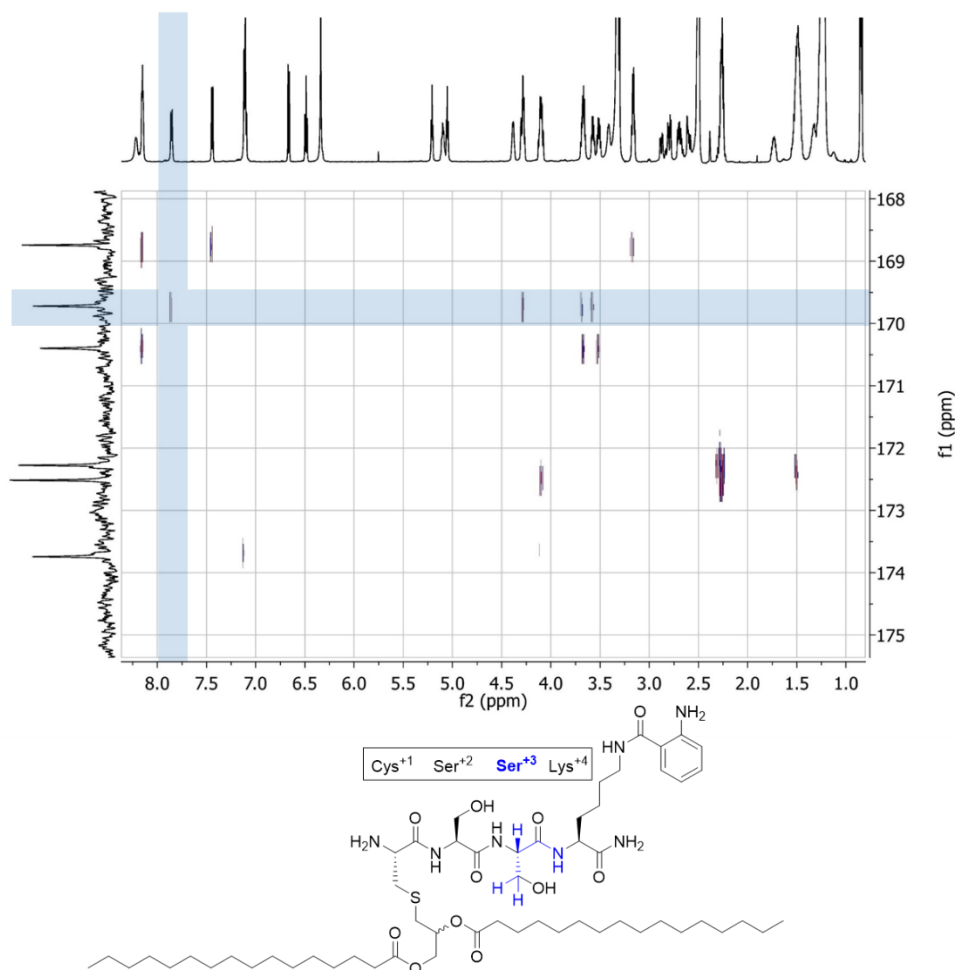 168
169
170
171
172
173
174
175
f1 (ppm)
8.0 7.5 7.0 6.5 6.0 5.5 5.0 4.5 4.0 3.5 3.0 2.5 2.0 1.5 1.0
f2 (ppm)
O NH₂
HN
Cys⁺¹ Ser⁺² Ser⁺³ Lys⁺⁴
OH
O H O
H₂N N H N H N H NH₂
O O
S H H OH
O O
O O